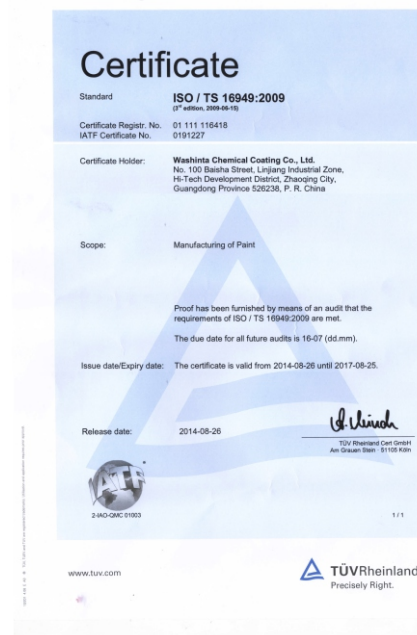 Certificate
Standard ISO / TS 16949:2009
(3rd edition, 2009-06-15)
Certificate Registr. No. 01 111 116418
IATF Certificate No. 0191227
Certificate Holder: Washinta Chemical Coating Co., Ltd.
No. 100 Baisha Street, Linjiang Industrial Zone,
Hi-Tech Development District, Zhaoqing City,
Guangdong Province 526238, P. R. China
Scope: Manufacturing of Paint
Proof has been furnished by means of an audit that the
requirements of ISO / TS 16949:2009 are met.
The due date for all future audits is 16-07 (dd.mm).
Issue date/Expiry date: The certificate is valid from 2014-08-26 until 2017-08-25.
Release date: 2014-08-26
TÜV Rheinland Cert GmbH
Am Grauen Stein · 51105 Köln
IATF
2-IAO-QMC 01003
1 / 1
www.tuv.com
TÜVRheinland
Precisely Right.